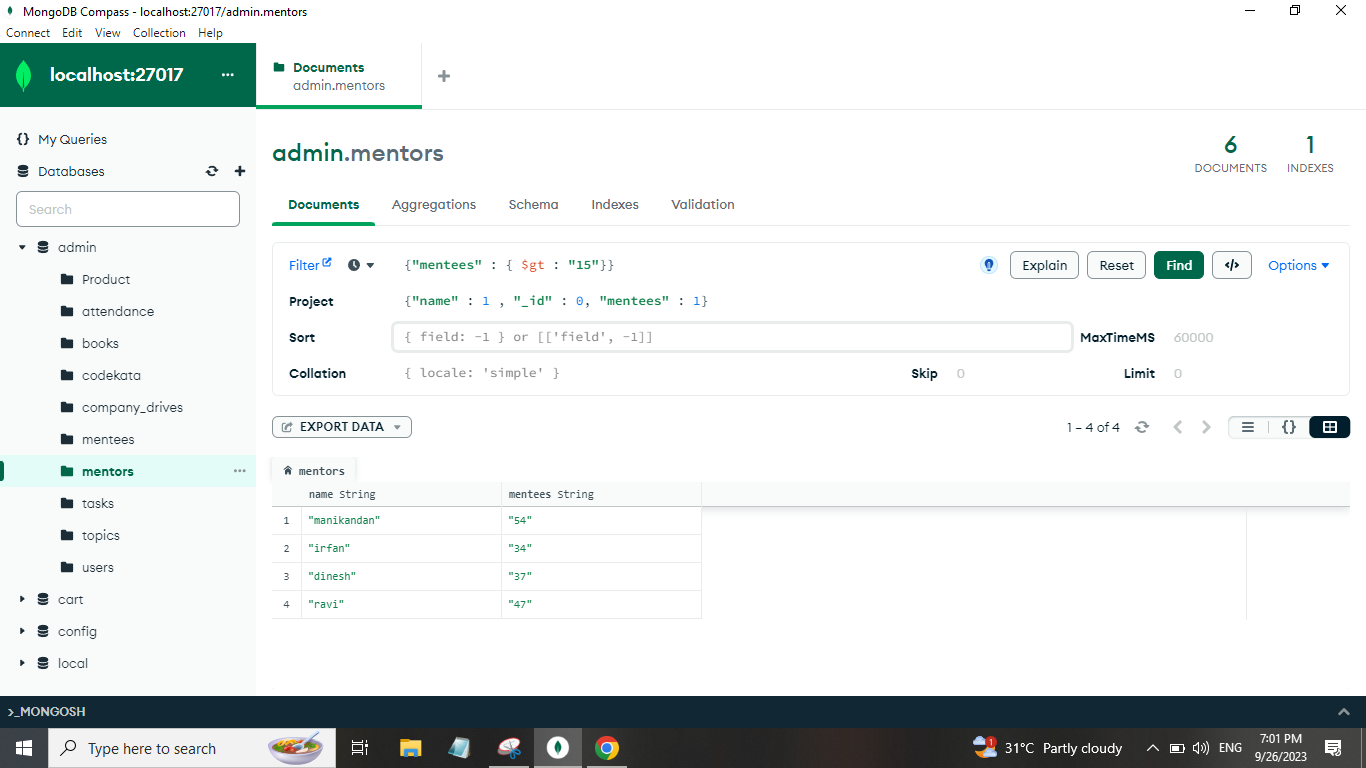 MongoDB Compass - localhost:27017/admin.mentors
Connect Edit View Collection Help
localhost:27017 ...
Documents
admin.mentors
+
{} My Queries
Databases
Search
admin
Product
attendance
books
codekata
company_drives
mentees
mentors ...
tasks
topics
users
cart
config
local
admin.mentors
6
DOCUMENTS
1
INDEXES
Documents Aggregations Schema Indexes Validation
Filter {"mentees" : { $gt : "15"}} Explain Reset Find </> Options
Project {"name" : 1 , "_id" : 0, "mentees" : 1}
Sort { field: -1 } or [['field', -1]] MaxTimeMS 60000
Collation { locale: 'simple' } Skip 0 Limit 0
EXPORT DATA 1 – 4 of 4 {}
mentors
name String mentees String
1 "manikandan" "54"
2 "irfan" "34"
3 "dinesh" "37"
4 "ravi" "47"
>_MONGOSH
Type here to search 1 31°C Partly cloudy ENG 7:01 PM
9/26/2023